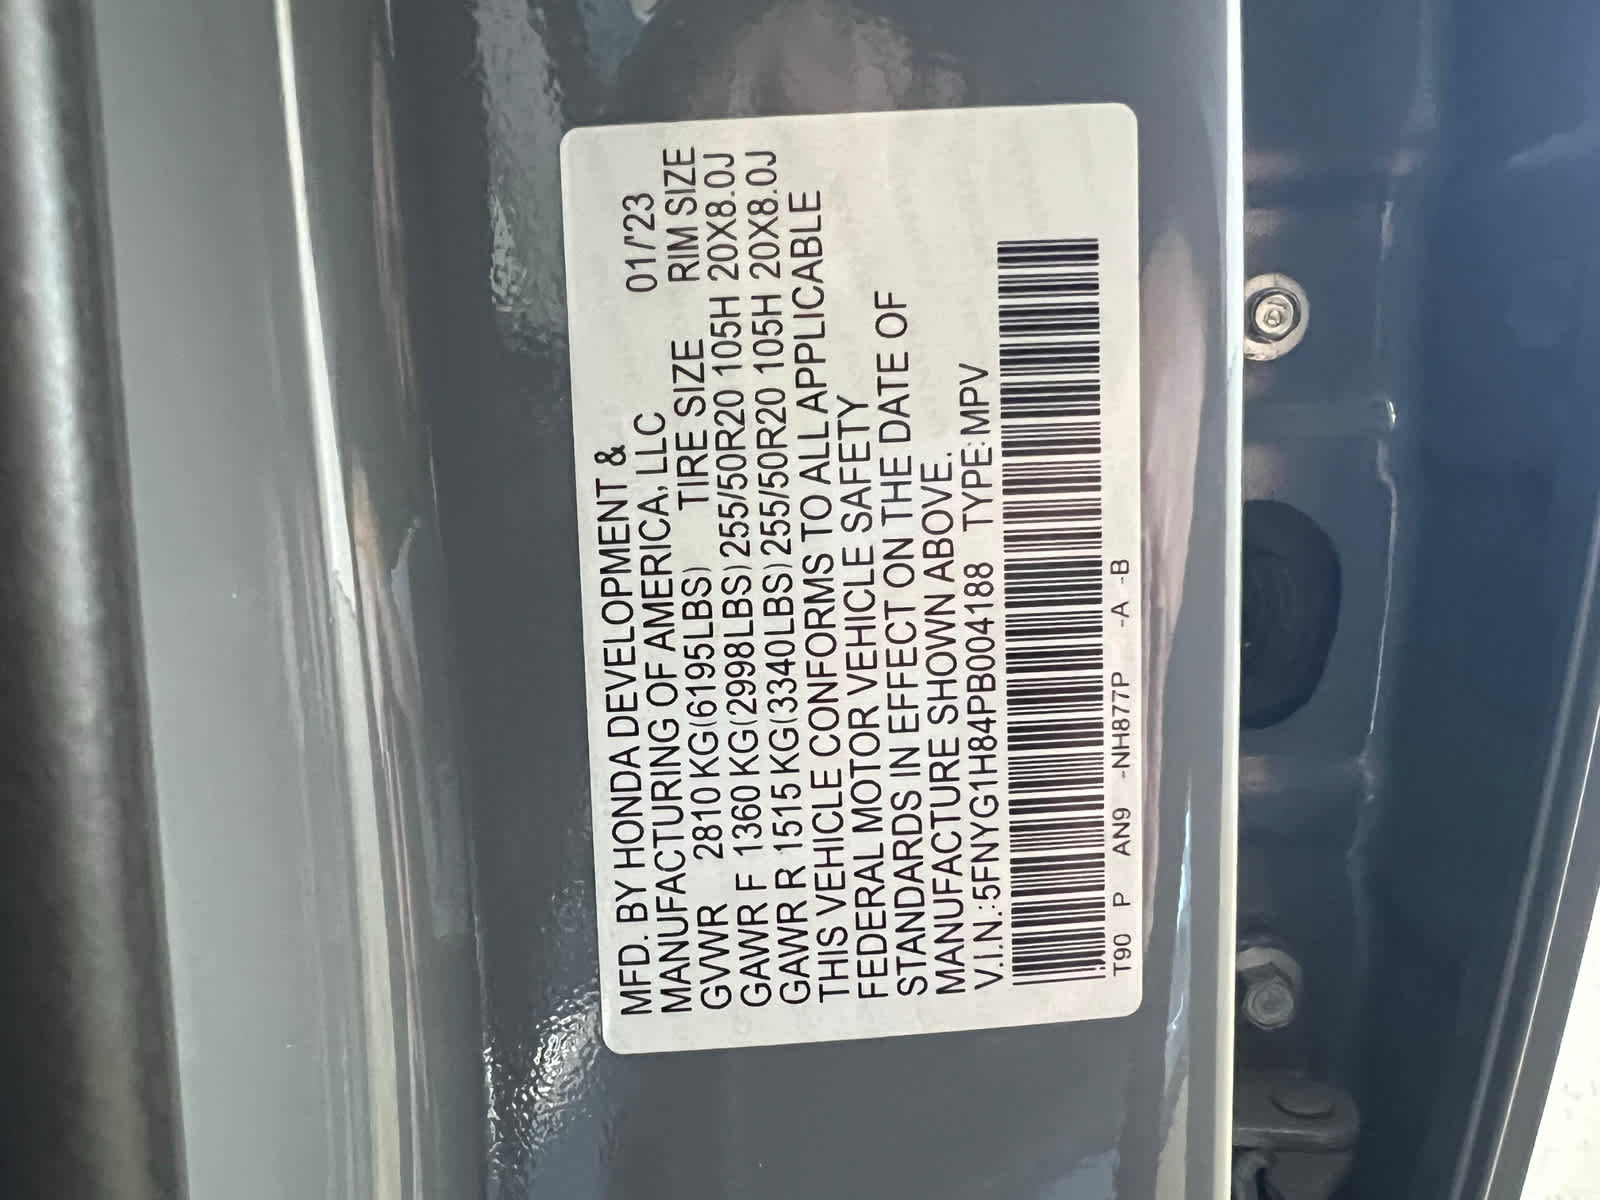 MFD. BY HONDA DEVELOPMENT &
MANUFACTURING OF AMERICA, LLC 01/'23
GVWR 2810 KG(6195LBS) TIRE SIZE RIM SIZE
GAWR F 1360 KG(2998LBS) 255/50R20 105H 20X8.0J
GAWR R 1515 KG(3340LBS) 255/50R20 105H 20X8.0J
THIS VEHICLE CONFORMS TO ALL APPLICABLE
FEDERAL MOTOR VEHICLE SAFETY
STANDARDS IN EFFECT ON THE DATE OF
MANUFACTURE SHOWN ABOVE.
V.I.N.:5FNYG1H84PB004188 TYPE:MPV
T90 P AN9 -NH877P -A -B